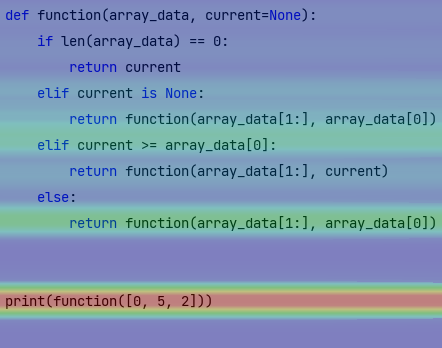 def function(array_data, current=None):
    if len(array_data) == 0:
        return current
    elif current is None:
        return function(array_data[1:], array_data[0])
    elif current >= array_data[0]:
        return function(array_data[1:], current)
    else:
        return function(array_data[1:], array_data[0])
print(function([0, 5, 2]))